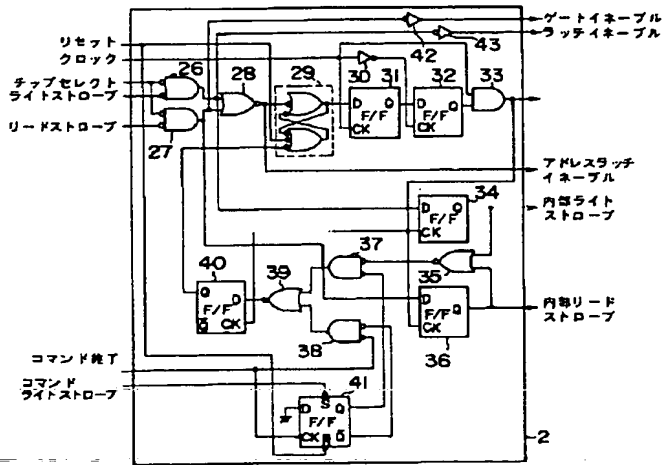 ゲートイネーブル
ラッチイネーブル
42
43
リセット
クロック
チップセレクト
ライトストローブ
リードストローブ
26
27
28
29
30
31
32
33
D
F/F
CK
D Q
F/F
CK
アドレスラッチ
イネーブル
34
D Q
F/F
CK
内部ライト
ストローブ
35
36
D
F/F Q
CK
内部リード
ストローブ
37
38
39
40
Q D
F/F
Q̅ CK
コマンド終了
コマンド
ライトストローブ
41
S
D Q
F/F
CK R Q̅
2